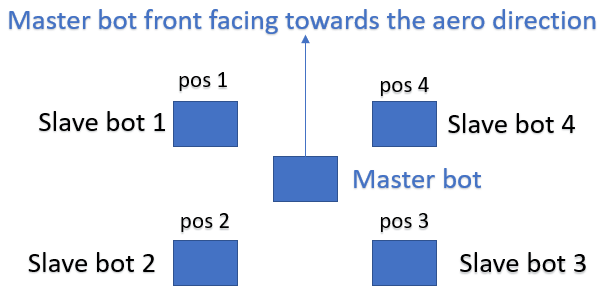 Master bot front facing towards the aero direction
pos 1
pos 4
Slave bot 1
Slave bot 4
Master bot
pos 2
pos 3
Slave bot 2
Slave bot 3